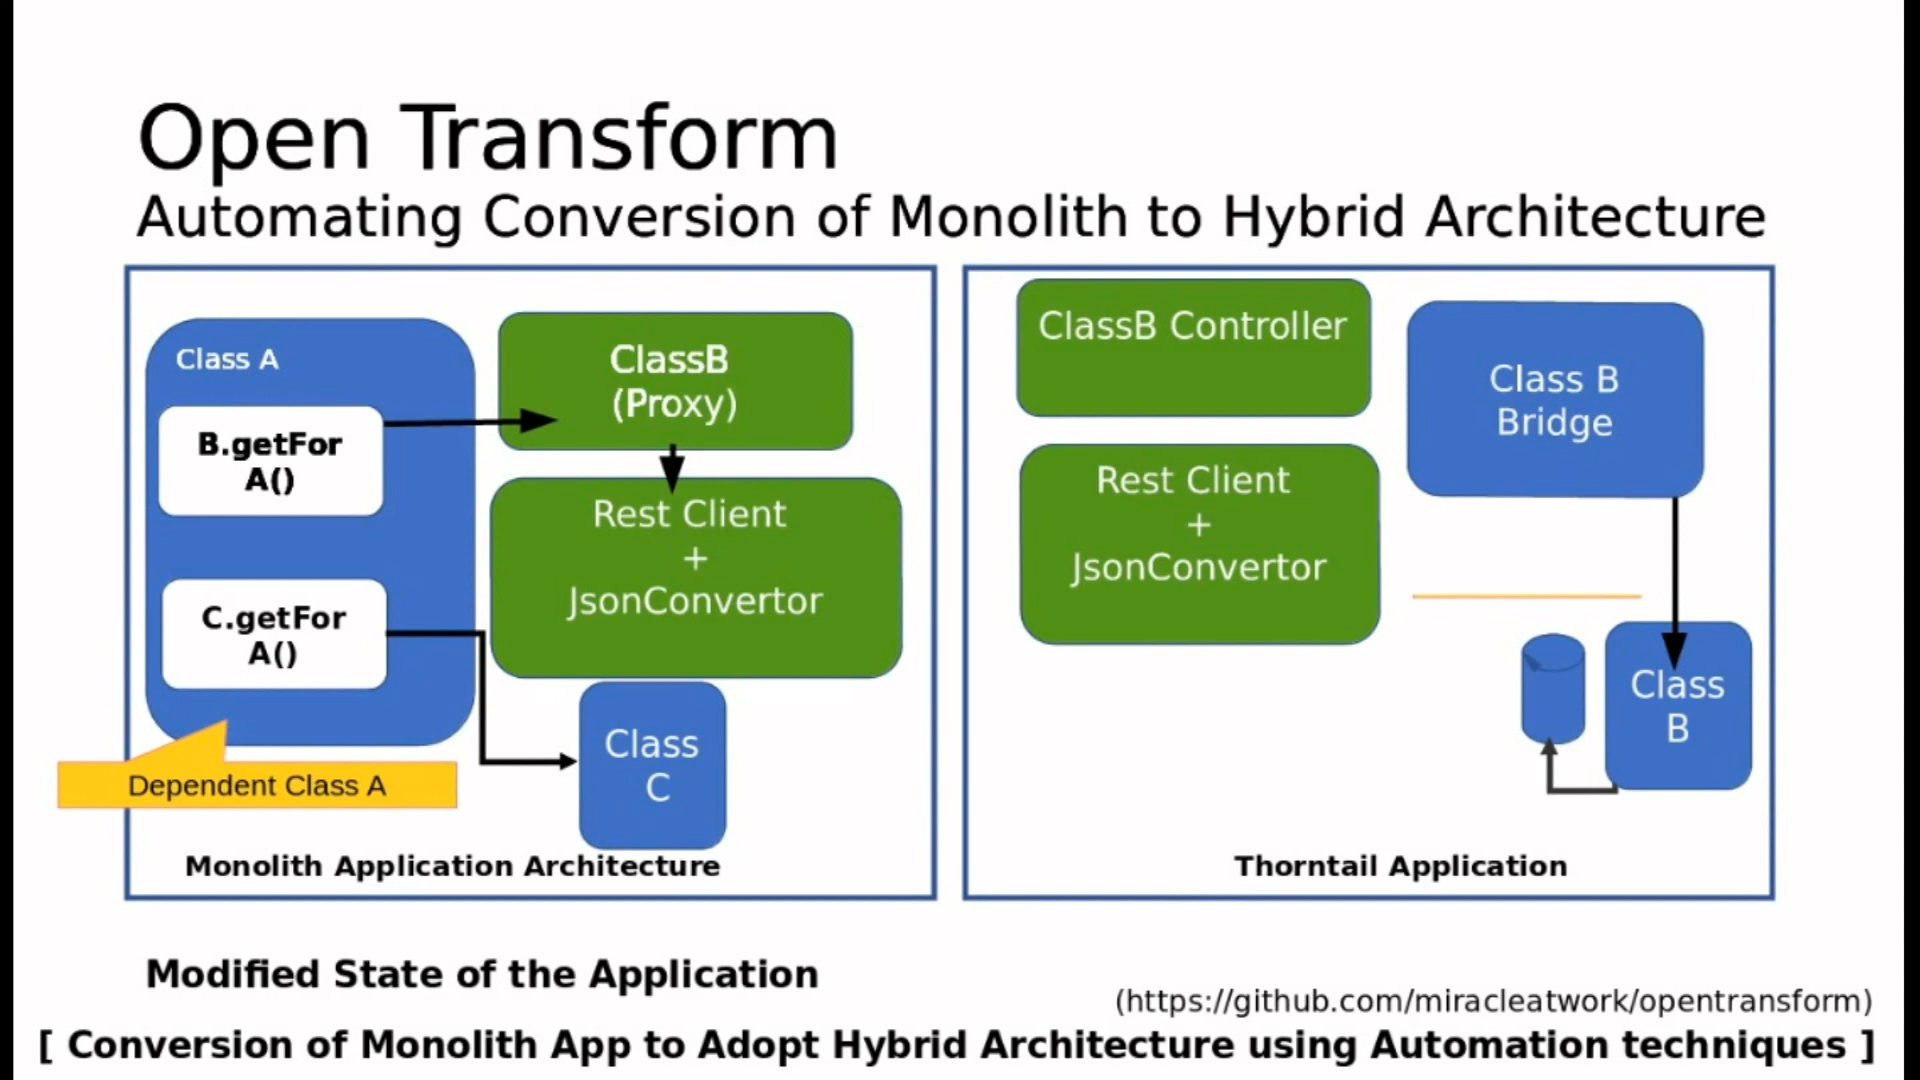 Open Transform
Automating Conversion of Monolith to Hybrid Architecture
Class A
B.getFor
A()
C.getFor
A()
Dependent Class A
ClassB
(Proxy)
Rest Client
+
JsonConvertor
Class
C
Monolith Application Architecture
ClassB Controller
Rest Client
+
JsonConvertor
Class B
Bridge
Class
B
Thorntail Application
Modified State of the Application
(https://github.com/miracleatwork/opentransform)
[ Conversion of Monolith App to Adopt Hybrid Architecture using Automation techniques ]